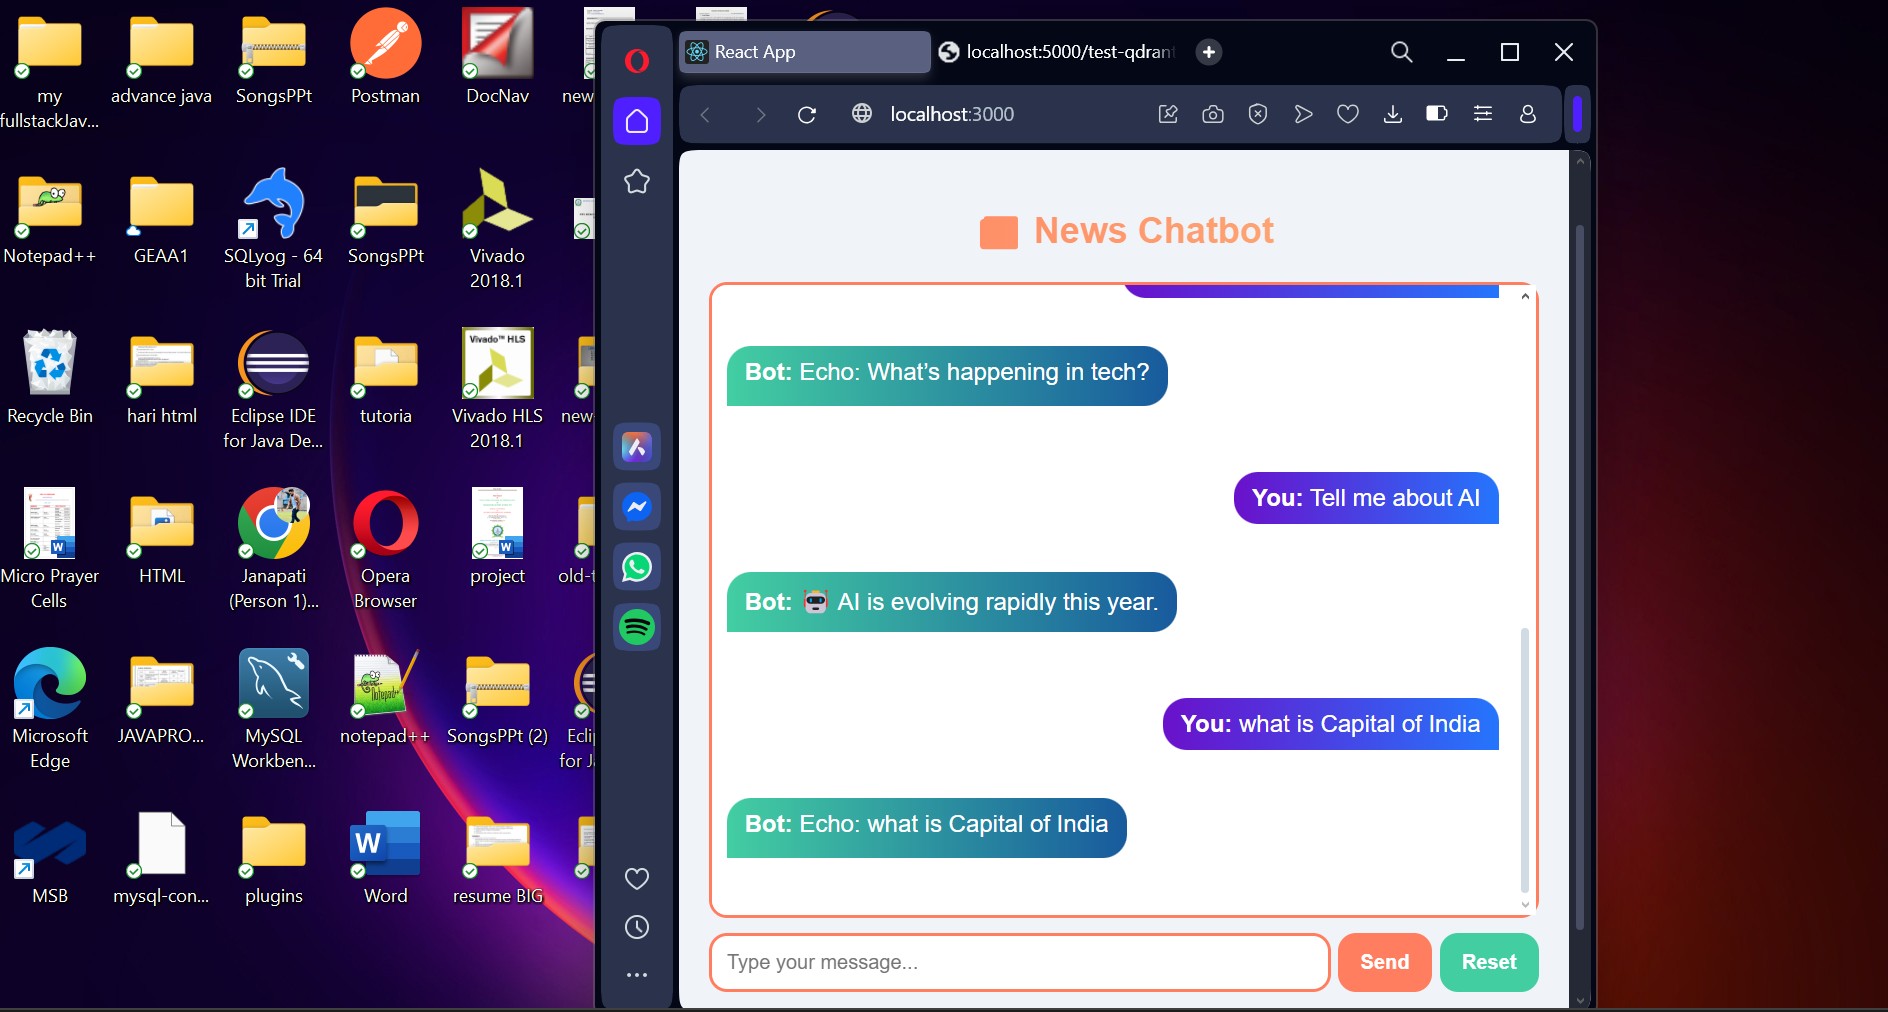 my
fullstackJav...
advance java
SongsPPt
Postman
DocNav
new
Notepad++
GEAA1
SQLyog - 64
bit Trial
SongsPPt
Vivado
2018.1
Recycle Bin
hari html
Eclipse IDE
for Java De...
tutoria
Vivado™ HLS
Vivado HLS
2018.1
new
Micro Prayer
Cells
HTML
Janapati
(Person 1)...
Opera
Browser
project
old-t
Microsoft
Edge
JAVAPRO...
MySQL
Workben...
notepad++
SongsPPt (2)
Ecli
for J
MSB
mysql-con...
plugins
Word
resume BIG
React App
localhost:5000/test-qdran
localhost:3000
News Chatbot
Bot: Echo: What's happening in tech?
You: Tell me about AI
Bot: 🤖 AI is evolving rapidly this year.
You: what is Capital of India
Bot: Echo: what is Capital of India
Type your message...
Send
Reset